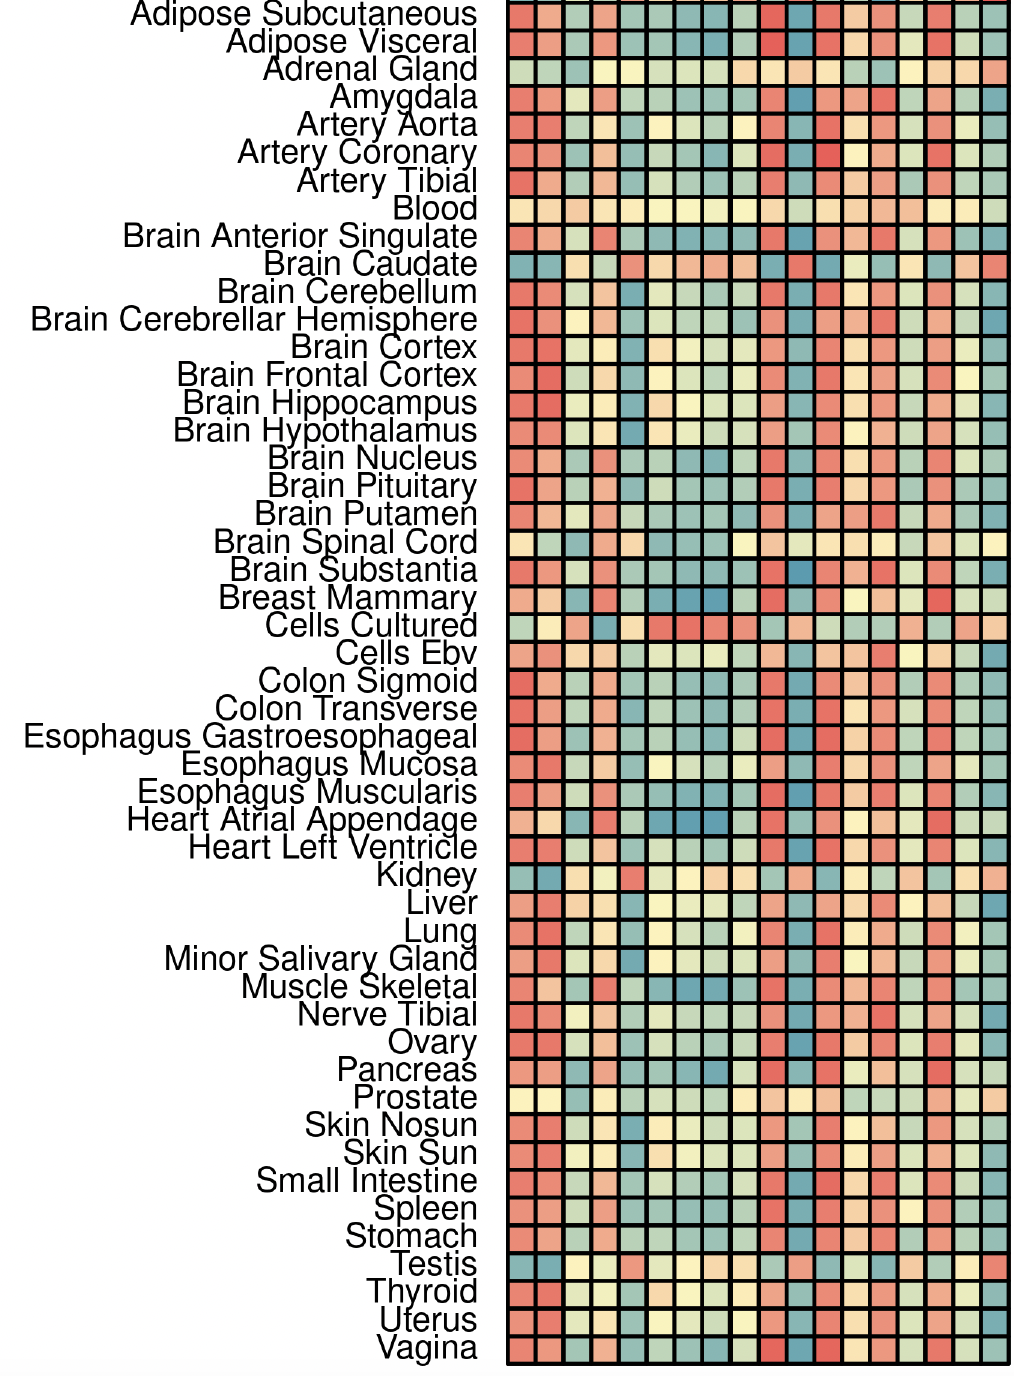 Adipose Subcutaneous
Adipose Visceral
Adrenal Gland
Amygdala
Artery Aorta
Artery Coronary
Artery Tibial
Blood
Brain Anterior Singulate
Brain Caudate
Brain Cerebellum
Brain Cerebrellar Hemisphere
Brain Cortex
Brain Frontal Cortex
Brain Hippocampus
Brain Hypothalamus
Brain Nucleus
Brain Pituitary
Brain Putamen
Brain Spinal Cord
Brain Substantia
Breast Mammary
Cells Cultured
Cells Ebv
Colon Sigmoid
Colon Transverse
Esophagus Gastroesophageal
Esophagus Mucosa
Esophagus Muscularis
Heart Atrial Appendage
Heart Left Ventricle
Kidney
Liver
Lung
Minor Salivary Gland
Muscle Skeletal
Nerve Tibial
Ovary
Pancreas
Prostate
Skin Nosun
Skin Sun
Small Intestine
Spleen
Stomach
Testis
Thyroid
Uterus
Vagina